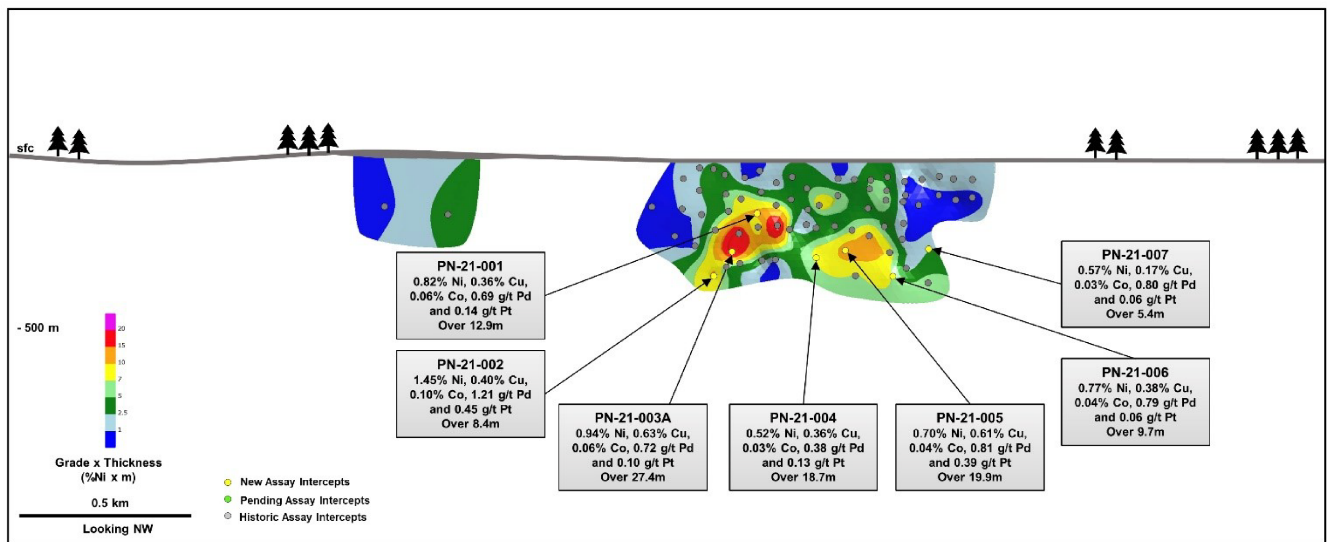 sfc
- 500 m
20
15
10
7
5
2.5
1
Grade x Thickness
(%Ni x m)
0.5 km
Looking NW
New Assay Intercepts
Pending Assay Intercepts
Historic Assay Intercepts
PN-21-001
0.82% Ni, 0.36% Cu,
0.06% Co, 0.69 g/t Pd
and 0.14 g/t Pt
Over 12.9m
PN-21-002
1.45% Ni, 0.40% Cu,
0.10% Co, 1.21 g/t Pd
and 0.45 g/t Pt
Over 8.4m
PN-21-003A
0.94% Ni, 0.63% Cu,
0.06% Co, 0.72 g/t Pd
and 0.10 g/t Pt
Over 27.4m
PN-21-004
0.52% Ni, 0.36% Cu,
0.03% Co, 0.38 g/t Pd
and 0.13 g/t Pt
Over 18.7m
PN-21-005
0.70% Ni, 0.61% Cu,
0.04% Co, 0.81 g/t Pd
and 0.39 g/t Pt
Over 19.9m
PN-21-007
0.57% Ni, 0.17% Cu,
0.03% Co, 0.80 g/t Pd
and 0.06 g/t Pt
Over 5.4m
PN-21-006
0.77% Ni, 0.38% Cu,
0.04% Co, 0.79 g/t Pd
and 0.06 g/t Pt
Over 9.7m